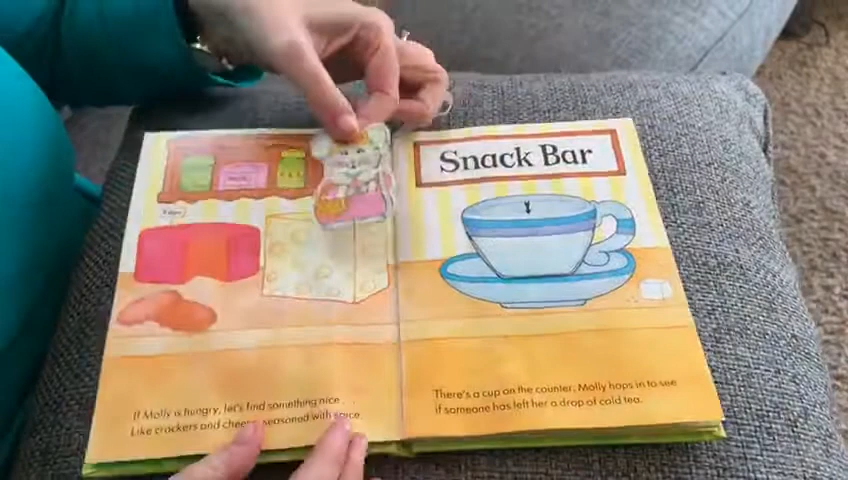 Snack Bar
If Molly is hungry, let's find something nice
Like crackers and cheese seasoned with spice
There's a cup on the counter, Molly hops in to see
if someone has left her a drop of cold tea.